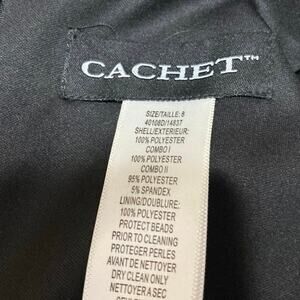 CACHET™
SIZE/TAILLE: 8
40108D/14837
SHELL/EXTERIEUR:
100% POLYESTER
COMBO I
100% POLYESTER
COMBO II
95% POLYESTER
5% SPANDEX
LINING/DOUBLURE:
100% POLYESTER
PROTECT BEADS
PRIOR TO CLEANING
PROTEGER PERLES
AVANT DE NETTOYER
DRY CLEAN ONLY
NETTOYER A SEC